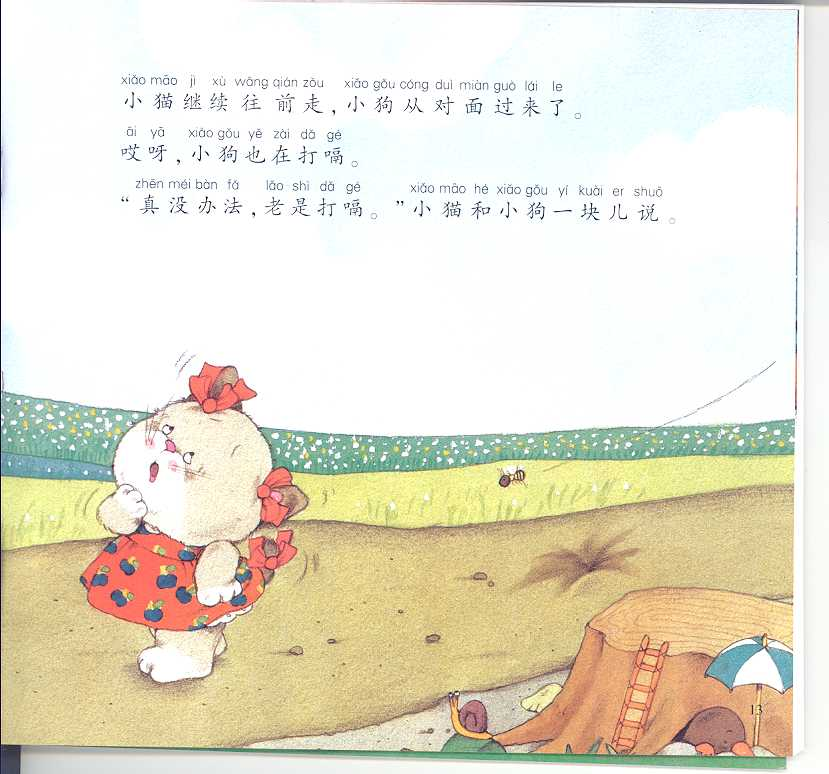 xiǎo māo jì xù wǎng qián zǒu xiǎo gǒu cóng duì miàn guò lái le
小猫继续往前走，小狗从对面过来了。
āi yā xiǎo gǒu yě zài dǎ gé
哎呀，小狗也在打嗝。
zhēn méi bàn fǎ lǎo shì dǎ gé xiǎo māo hé xiǎo gǒu yí kuài er shuō
“真没办法，老是打嗝。”小猫和小狗一块儿说。
13